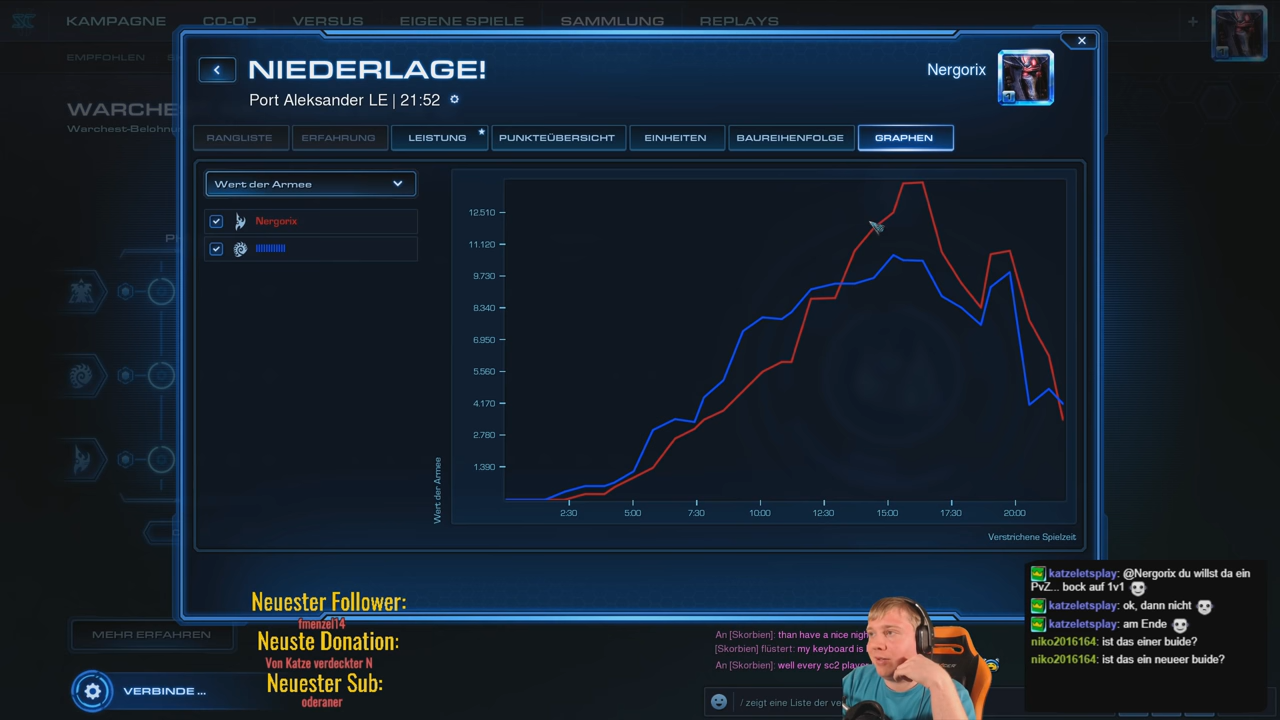 KAMPAGNE CO-OP VERSUS EIGENE SPIELE SAMMLUNG REPLAYS
EMPFOHLEN
NIEDERLAGE!
Nergorix
Port Aleksander LE | 21:52
WARCHE
Warchest-Belohnu
RANGLISTE ERFAHRUNG LEISTUNG PUNKTEÜBERSICHT EINHEITEN BAUREIHENFOLGE GRAPHEN
Wert der Armee
Nergorix
IIIIIIIIIIII
12.510
11.120
9.730
8.340
6.950
5.560
4.170
2.780
1.390
Wert der Armee
2:30 5:00 7:30 10:00 12:30 15:00 17:30 20:00
Verstrichene Spielzeit
Neuester Follower:
fmenzel14
Neuste Donation:
Von Katze verdeckter N
Neuester Sub:
oderaner
MEHR ERFAHREN
VERBINDE ...
An [Skorbien]: than have a nice nigh
[Skorbien] flüstert: my keyboard is
An [Skorbien]: well every sc2 playe
/ zeigt eine Liste der ve
katzeletsplay: @Nergorix du willst da ein
PvZ... bock auf 1v1
katzeletsplay: ok, dann nicht
katzeletsplay: am Ende
niko2016164: ist das einer buide?
niko2016164: ist das ein neueer buide?